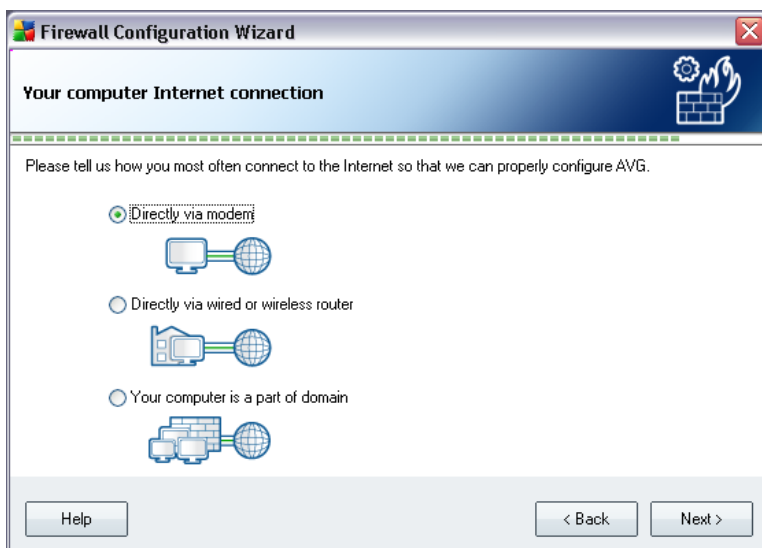 Firewall Configuration Wizard
Your computer Internet connection
Please tell us how you most often connect to the Internet so that we can properly configure AVG.
Directly via modem
Directly via wired or wireless router
Your computer is a part of domain
Help
< Back
Next >